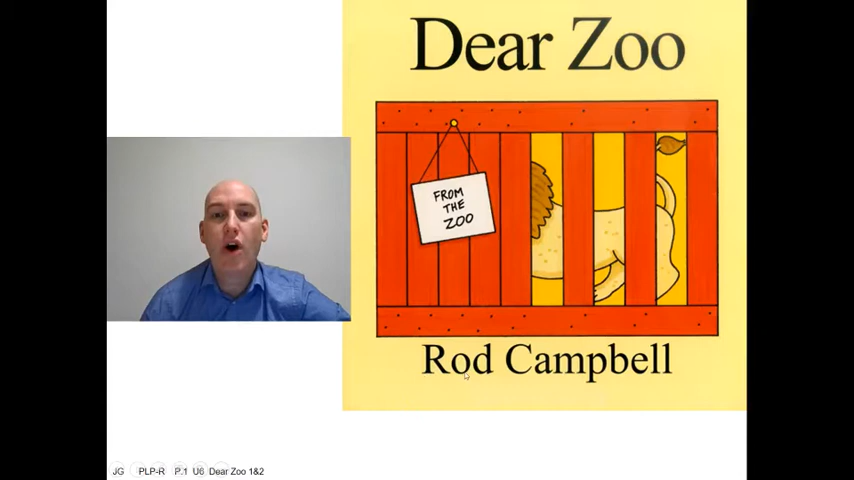 Dear Zoo
FROM
THE
ZOO
Rod Campbell
JG PLP-R P.1 U6 Dear Zoo 1&2